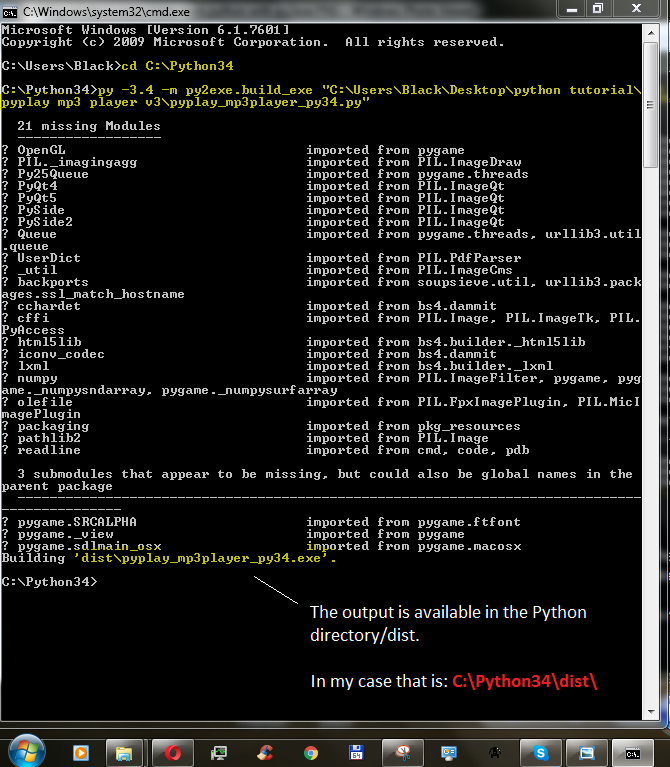 C:\Windows\system32\cmd.exe
Microsoft Windows [Version 6.1.7601]
Copyright (c) 2009 Microsoft Corporation.  All rights reserved.
C:\Users\Black>cd C:\Python34
C:\Python34>py -3.4 -m py2exe.build_exe "C:\Users\Black\Desktop\python tutorial\
pyplay mp3 player v3\pyplay_mp3player_py34.py"
21 missing Modules
------------------
? OpenGL imported from pygame
? PIL._imagingagg imported from PIL.ImageDraw
? Py25Queue imported from pygame.threads
? PyQt4 imported from PIL.ImageQt
? PyQt5 imported from PIL.ImageQt
? PySide imported from PIL.ImageQt
? PySide2 imported from PIL.ImageQt
? Queue imported from pygame.threads, urllib3.util
.queue
? UserDict imported from PIL.PdfParser
? _util imported from PIL.ImageCms
? backports imported from soupsieve.util, urllib3.pack
ages.ssl_match_hostname
? cchardet imported from bs4.dammit
? cffi imported from PIL.Image, PIL.ImageTk, PIL.
PyAccess
? html5lib imported from bs4.builder._html5lib
? iconv_codec imported from bs4.dammit
? lxml imported from bs4.builder._lxml
? numpy imported from PIL.ImageFilter, pygame, pyg
ame._numpysndarray, pygame._numpysurfarray
? olefile imported from PIL.FpxImagePlugin, PIL.MicI
magePlugin
? packaging imported from pkg_resources
? pathlib2 imported from PIL.Image
? readline imported from cmd, code, pdb
3 submodules that appear to be missing, but could also be global names in the
parent package
------------------------------------------------------------------------------
---------------
? pygame.SRCALPHA imported from pygame.ftfont
? pygame._view imported from pygame
? pygame.sdlmain_osx imported from pygame.macosx
Building 'dist\pyplay_mp3player_py34.exe'.
C:\Python34>
The output is available in the Python
directory/dist.
In my case that is: C:\Python34\dist\
64